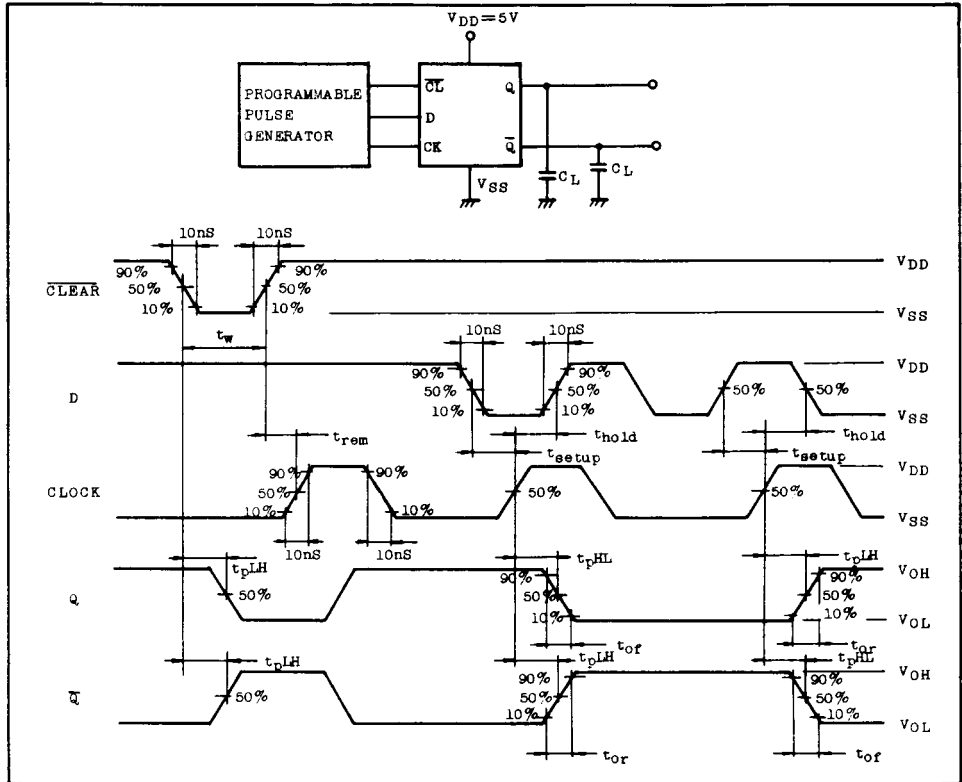 VDD=5V
PROGRAMMABLE
PULSE
GENERATOR
CL
D
CK
Q
Q
VSS
CL
CL
10nS
10nS
90%
90%
VDD
CLEAR
50%
50%
10%
10%
VSS
tw
10nS
10nS
VDD
90%
90%
D
50%
50%
50%
50%
10%
10%
VSS
trem
thold
thold
tsetup
tsetup
VDD
90%
90%
CLOCK
50%
50%
50%
10%
10%
VSS
10nS
10nS
tpLH
tpHL
tpLH
VOH
90%
90%
Q
50%
50%
50%
10%
10%
VOL
tof
tor
tpLH
tpLH
tpHL
VOH
90%
90%
Q
50%
50%
50%
10%
10%
VOL
tor
tof